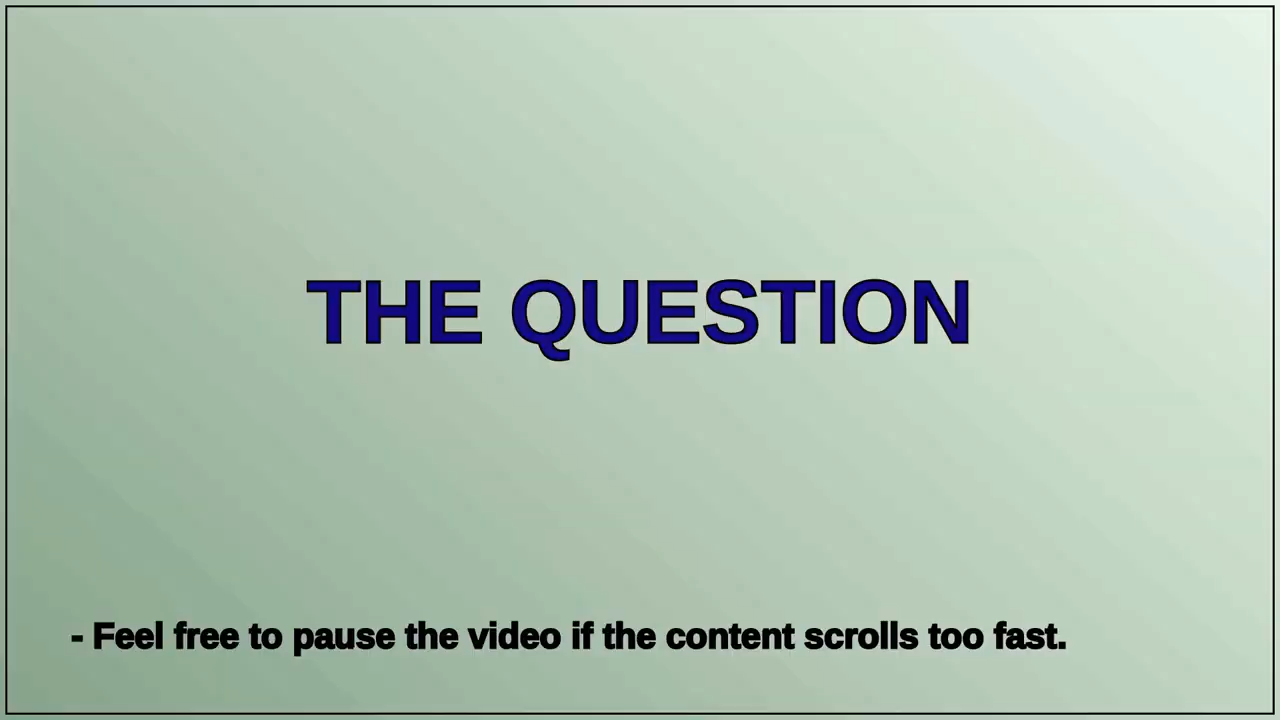 THE QUESTION
- Feel free to pause the video if the content scrolls too fast.